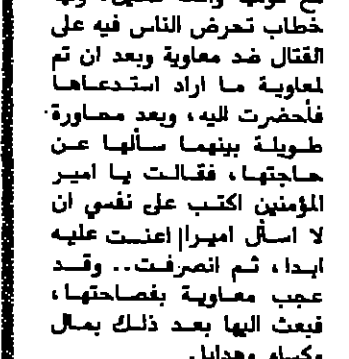 خطاب تحرض الناس فيه على
القتال ضد معاوية وبعد ان تم
لمعاوية ما اراد استدعاها
فأحضرت اليه، وبعد محاورة
طويلة بينهما سألها عن
حاجتها، فقالت يا امير
المؤمنين اكتب على نفسي ان
لا اسأل اميرا اعنت عليه
ابدا، ثم انصرفت.. وقد
عجب معاوية بفصاحتها،
فبعث اليها بعد ذلك بمال
وكساء وهدايا.